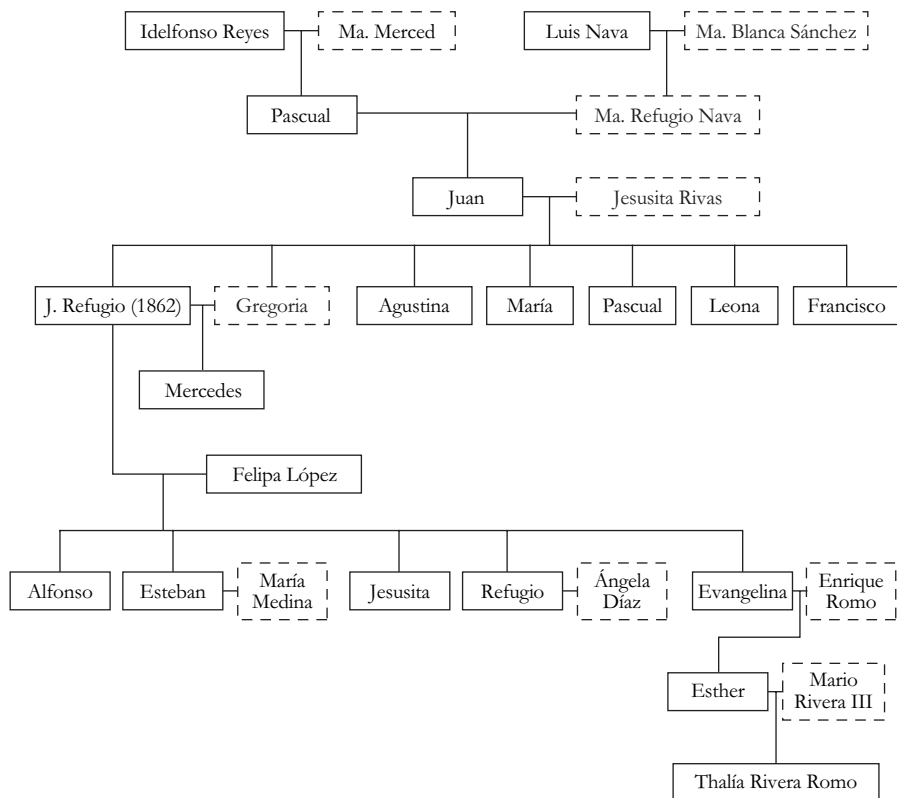 Idelfonso Reyes
Ma. Merced
Luis Nava
Ma. Blanca Sánchez
Pascual
Ma. Refugio Nava
Juan
Jesusita Rivas
J. Refugio (1862)
Gregoria
Agustina
María
Pascual
Leona
Francisco
Mercedes
Felipa López
Alfonso
Esteban
María
Medina
Jesusita
Refugio
Ángela
Díaz
Evangelina
Enrique
Romo
Esther
Mario
Rivera III
Thalía Rivera Romo